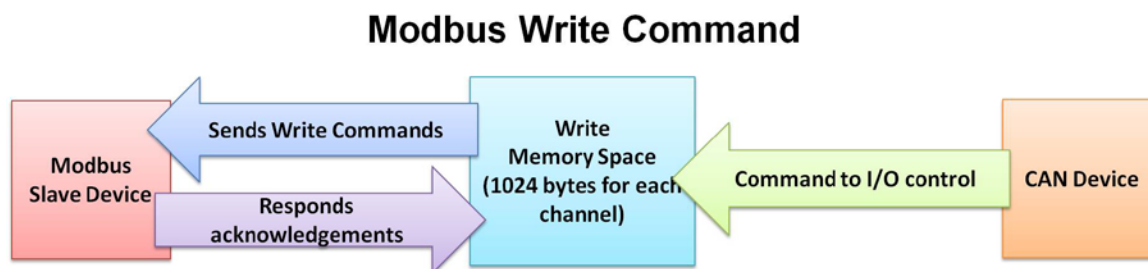 Modbus Write Command
Modbus
Slave Device
Sends Write Commands
Responds
acknowledgements
Write
Memory Space
(1024 bytes for each
channel)
Command to I/O control
CAN Device